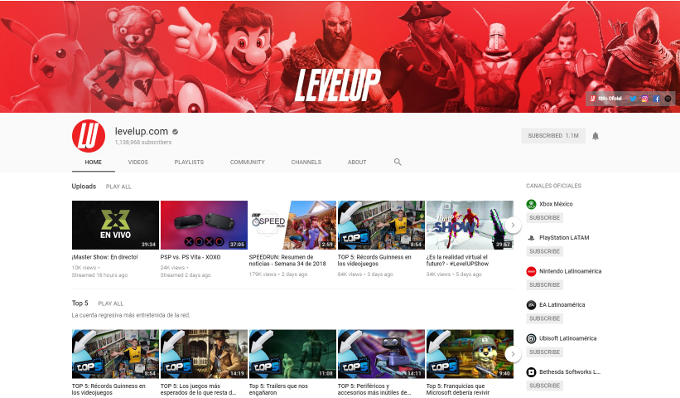 LEVELUP
Sitio Oficial
levelup.com
1,138,968 subscribers
SUBSCRIBED 1.1M
HOME VIDEOS PLAYLISTS COMMUNITY CHANNELS ABOUT
Uploads PLAY ALL
EN VIVO
39:34
37:05
SPEED
2:59
TOP 5
8:54
SHOW
39:57
¡Master Show: En directo!
10K views •
Streamed 18 hours ago
PSP vs. PS Vita - XOXO
24K views •
Streamed 2 days ago
SPEEDRUN: Resumen de
noticias - Semana 34 de 2018
179K views • 2 days ago
TOP 5: Récords Guinness en
los videojuegos
84K views • 3 days ago
¿Es la realidad virtual el
futuro? - #LevelUPShow
34K views • 5 days ago
Top 5 PLAY ALL
La cuenta regresiva más entretenida de la red.
TOP 5
8:54
TOP 5
14:19
TOP 5
11:08
TOP 5
14:11
TOP 5
9:40
TOP 5: Récords Guinness en
los videojuegos
TOP 5: Los juegos más
esperados de lo que resta d...
Top 5: Trailers que nos
engañaron
TOP 5: Periféricos y
accesorios más inútiles de...
TOP 5: Franquicias que
Microsoft debería revivir
CANALES OFICIALES
Xbox México
SUBSCRIBE
PlayStation LATAM
SUBSCRIBE
Nintendo Latinoamérica
SUBSCRIBE
EA Latinoamérica
SUBSCRIBE
Ubisoft Latinoamérica
SUBSCRIBE
Bethesda Softworks L...
SUBSCRIBE